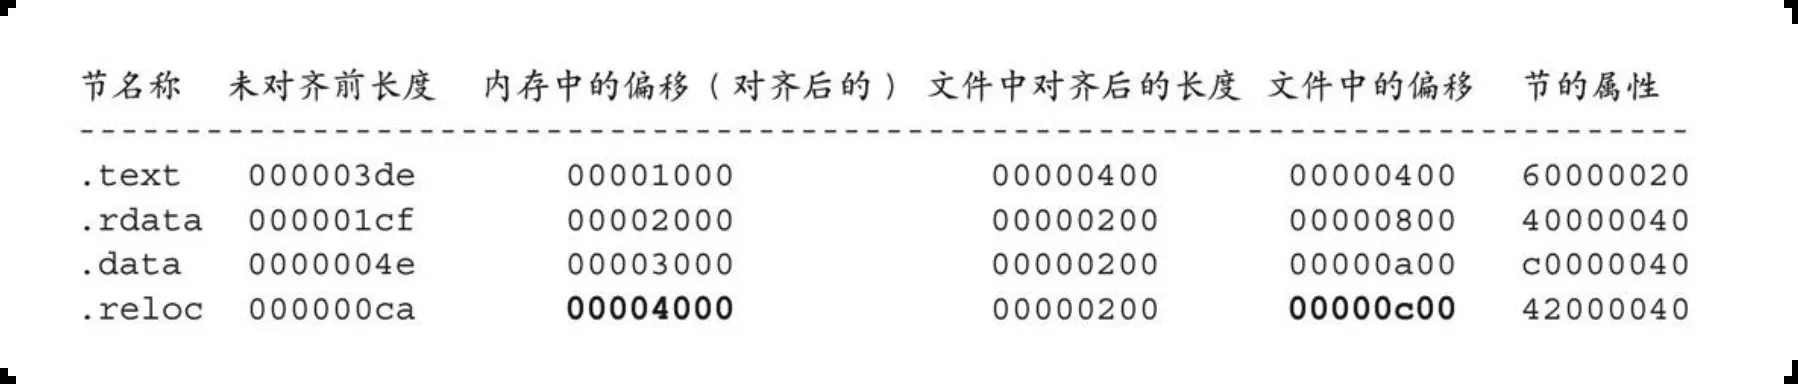 节名称 未对齐前长度 内存中的偏移（对齐后的） 文件中对齐后的长度 文件中的偏移 节的属性
--------------------------------------------------------------------------------------------
.text 000003de 00001000 00000400 00000400 60000020
.rdata 000001cf 00002000 00000200 00000800 40000040
.data 0000004e 00003000 00000200 00000a00 c0000040
.reloc 000000ca 00004000 00000200 00000c00 42000040